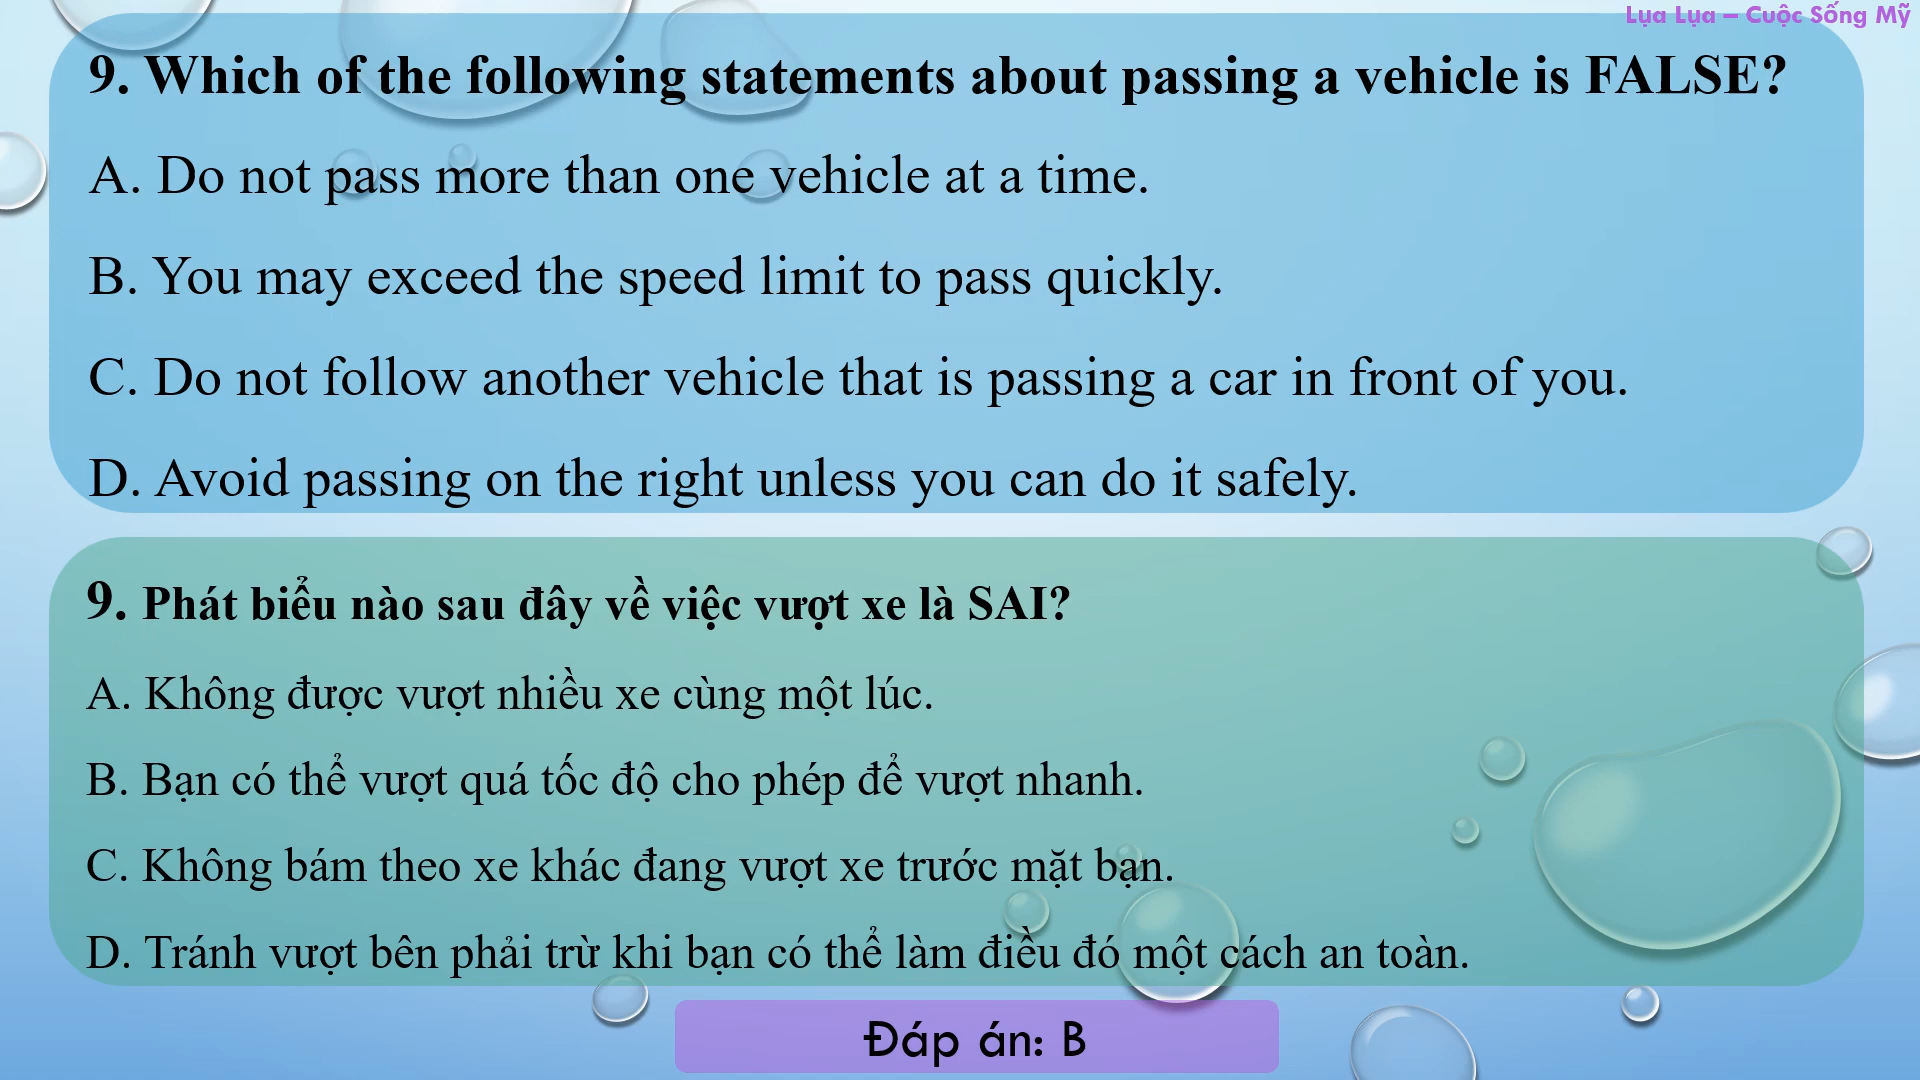 Lụa Lụa – Cuộc Sống Mỹ
9. Which of the following statements about passing a vehicle is FALSE?
A. Do not pass more than one vehicle at a time.
B. You may exceed the speed limit to pass quickly.
C. Do not follow another vehicle that is passing a car in front of you.
D. Avoid passing on the right unless you can do it safely.
9. Phát biểu nào sau đây về việc vượt xe là SAI?
A. Không được vượt nhiều xe cùng một lúc.
B. Bạn có thể vượt quá tốc độ cho phép để vượt nhanh.
C. Không bám theo xe khác đang vượt xe trước mặt bạn.
D. Tránh vượt bên phải trừ khi bạn có thể làm điều đó một cách an toàn.
Đáp án: B